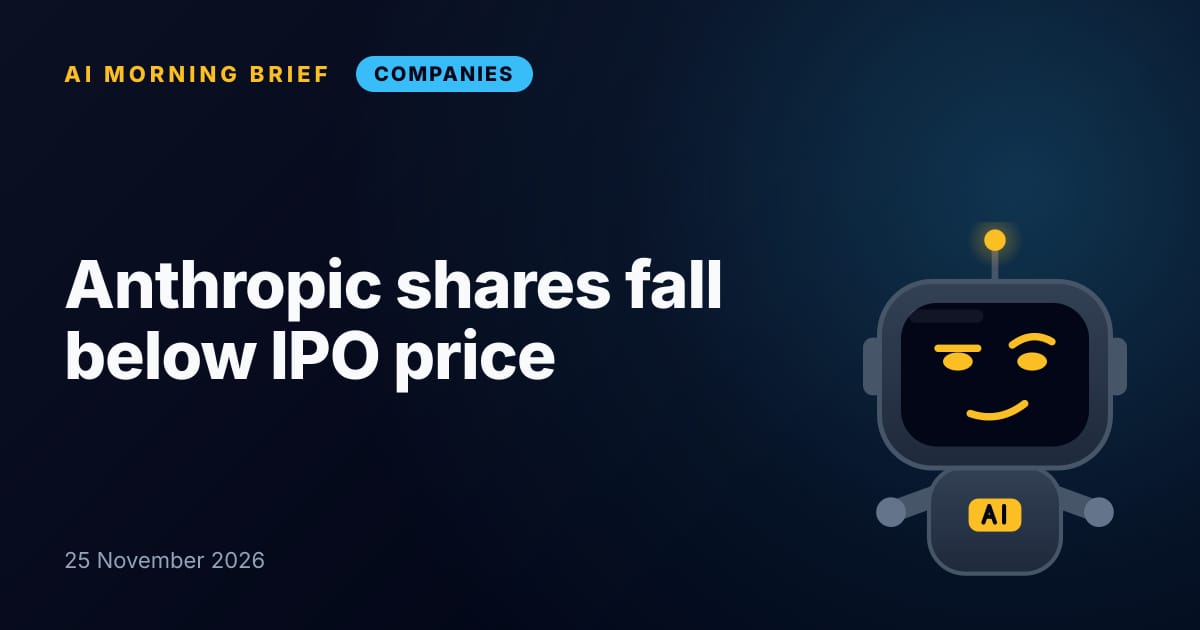 AI MORNING BRIEF
COMPANIES
Anthropic shares fall
below IPO price
AI
25 November 2026